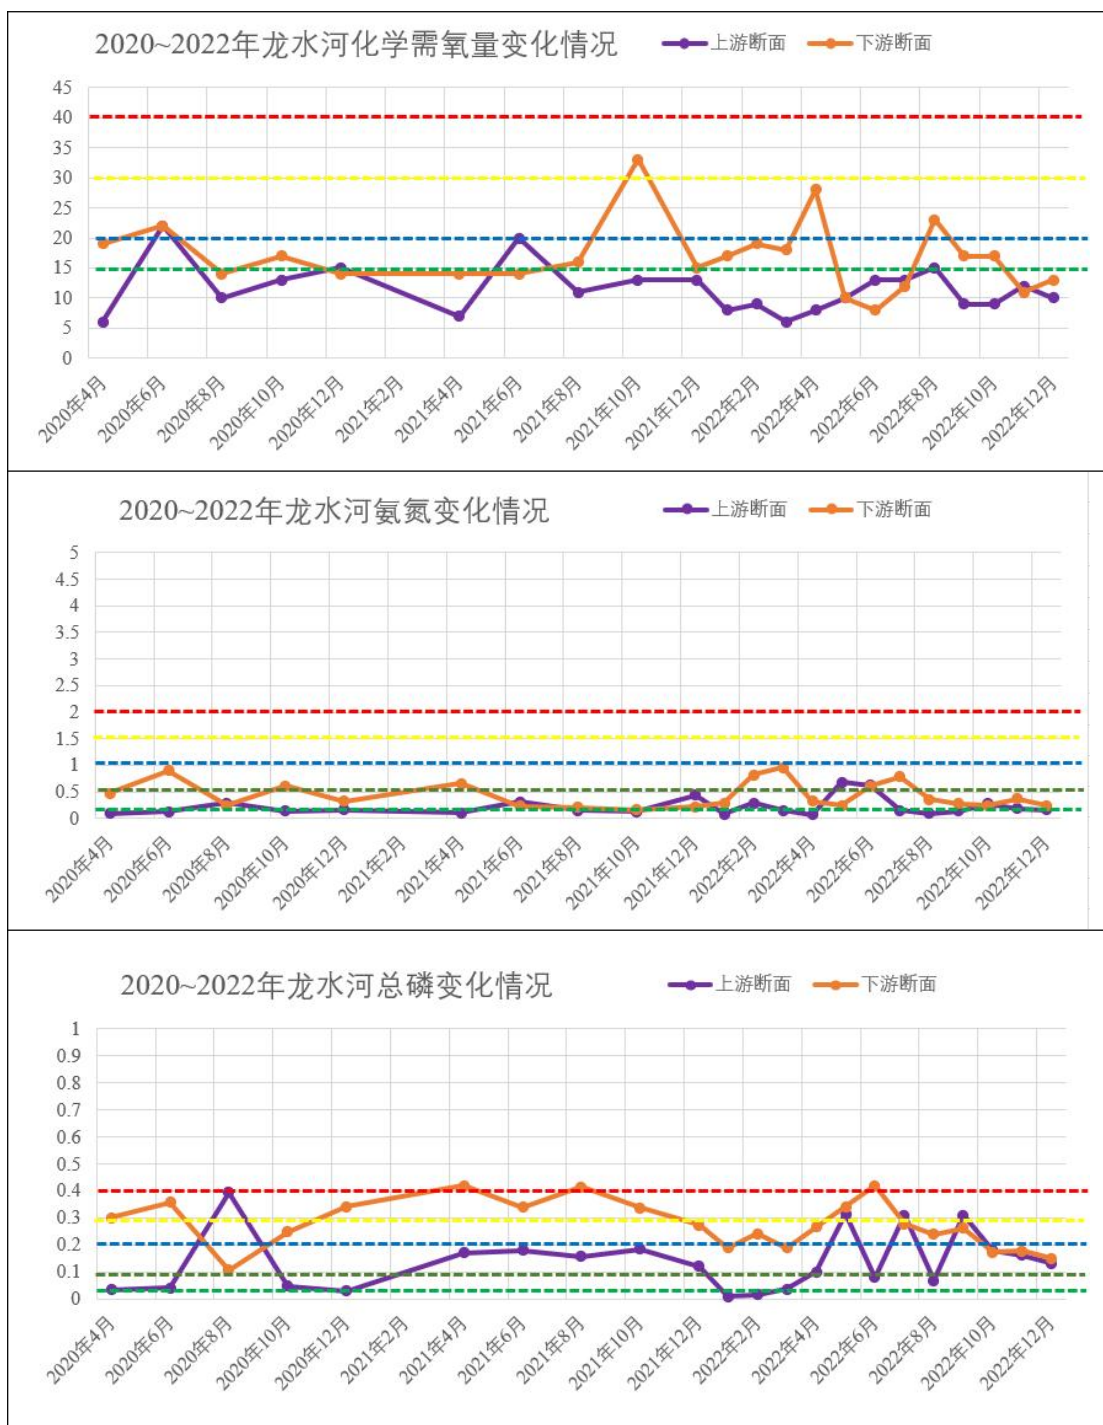 2020~2022年龙水河化学需氧量变化情况
上游断面
下游断面
45
40
35
30
25
20
15
10
5
0
2020年4月
2020年6月
2020年8月
2020年10月
2020年12月
2021年2月
2021年4月
2021年6月
2021年8月
2021年10月
2021年12月
2022年2月
2022年4月
2022年6月
2022年8月
2022年10月
2022年12月
2020~2022年龙水河氨氮变化情况
上游断面
下游断面
5
4.5
4
3.5
3
2.5
2
1.5
1
0.5
0
2020年4月
2020年6月
2020年8月
2020年10月
2020年12月
2021年2月
2021年4月
2021年6月
2021年8月
2021年10月
2021年12月
2022年2月
2022年4月
2022年6月
2022年8月
2022年10月
2022年12月
2020~2022年龙水河总磷变化情况
上游断面
下游断面
1
0.9
0.8
0.7
0.6
0.5
0.4
0.3
0.2
0.1
0
2020年4月
2020年6月
2020年8月
2020年10月
2020年12月
2021年2月
2021年4月
2021年6月
2021年8月
2021年10月
2021年12月
2022年2月
2022年4月
2022年6月
2022年8月
2022年10月
2022年12月